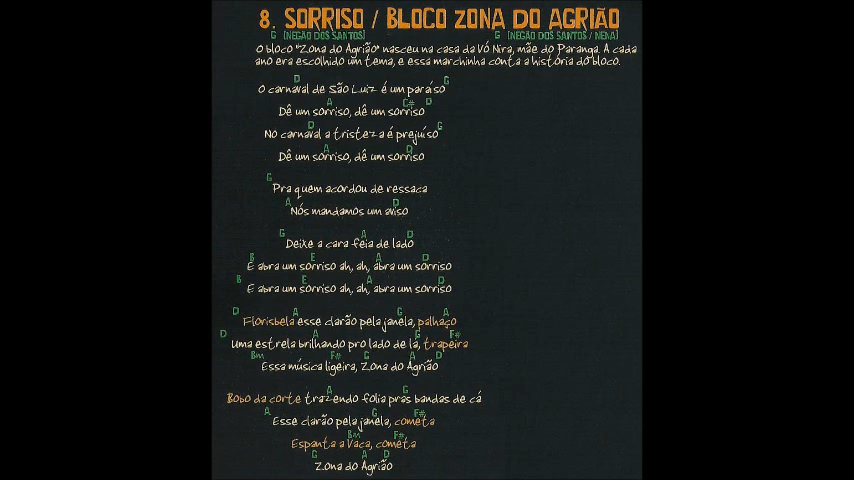 8. SORRISO / BLOCO ZONA DO AGRIÃO
G (NEGÃO DOS SANTOS) G (NEGÃO DOS SANTOS / NENA)
O bloco "Zona do Agrião" nasceu na casa da Vó Nira, mãe do Paranga. A cada
ano era escolhido um tema, e essa marchinha conta a história do bloco.
D G
O carnaval de São Luiz é um paraíso
A C# D
Dê um sorriso, dê um sorriso
D G
No carnaval a tristeza é prejuíso
A D
Dê um sorriso, dê um sorriso
G
Pra quem acordou de ressaca
A D
Nós mandamos um aviso
G A D
Deixe a cara feia de lado
B E A D
E abra um sorriso ah, ah, abra um sorriso
B E A D
E abra um sorriso ah, ah, abra um sorriso
D A G A
Florisbela esse clarão pela janela, palhaço
D A G F#
Uma estrela brilhando pro lado de lá, trapeira
Bm F# G A D
Essa música ligeira, Zona do Agrião
A G
Bobo da corte trazendo folia pras bandas de cá
A G F#
Esse clarão pela janela, cometa
Bm F#
Espanta a Vaca, cometa
G A D
Zona do Agrião